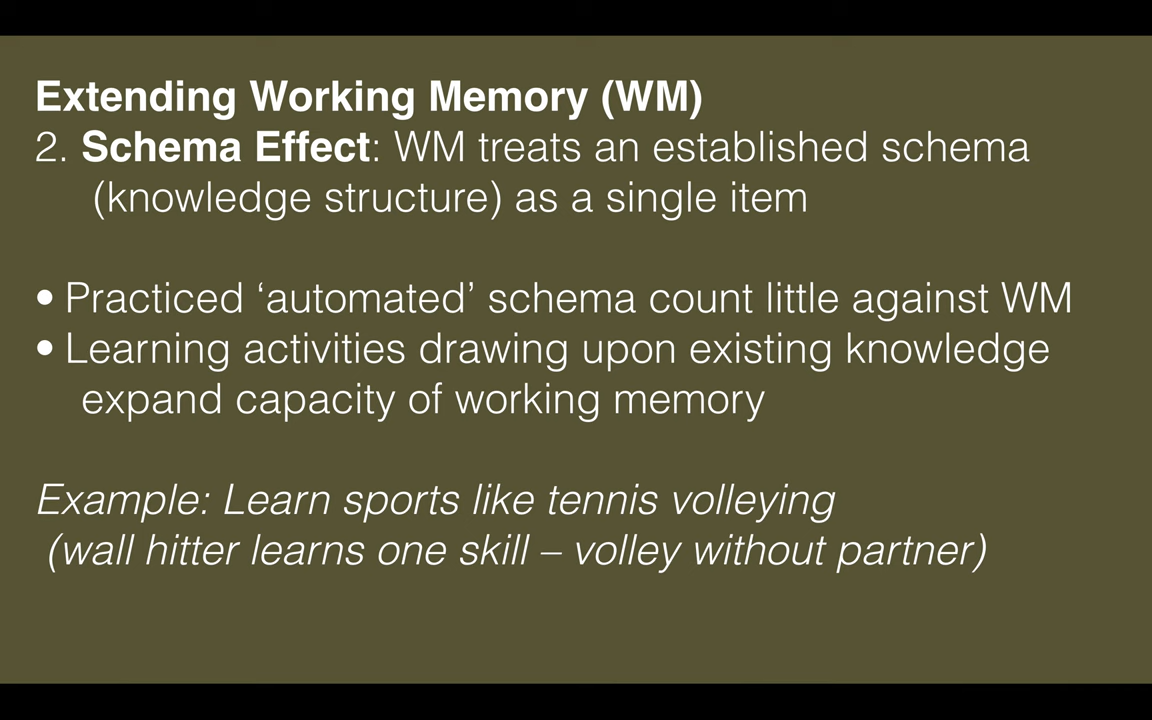 Extending Working Memory (WM)
2. Schema Effect: WM treats an established schema
(knowledge structure) as a single item
• Practiced ‘automated’ schema count little against WM
• Learning activities drawing upon existing knowledge
expand capacity of working memory
Example: Learn sports like tennis volleying
(wall hitter learns one skill – volley without partner)